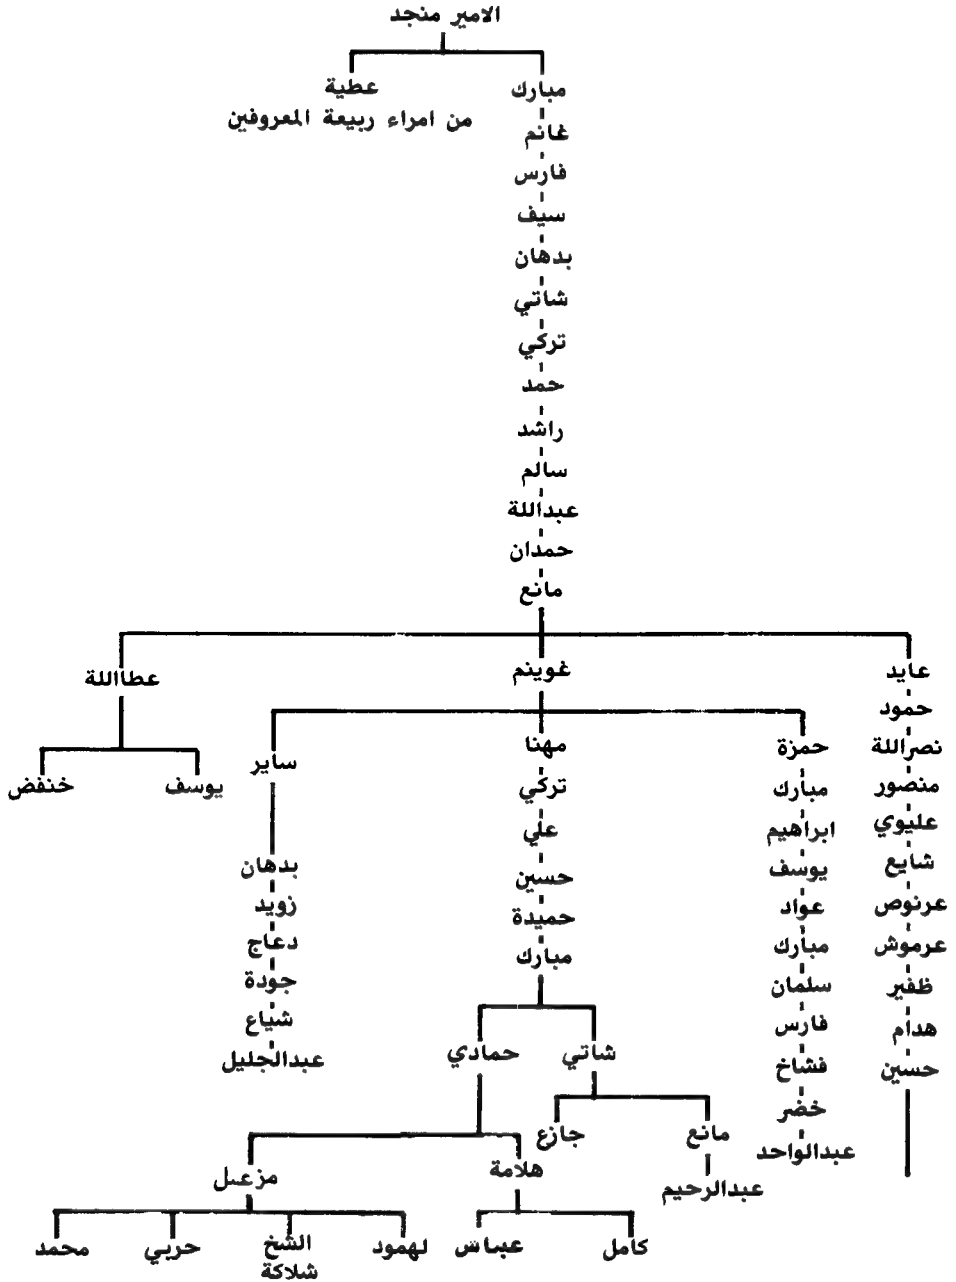 الامير منجد
مبارك
عطية
من امراء ربيعة المعروفين
غانم
فارس
سيف
بدهان
شاتي
تركي
حمد
راشد
سالم
عبداللة
حمدان
مانع
عايد
حمود
نصراللة
منصور
عليوي
شايع
عرنوص
عرموش
ظفير
هدام
حسين
غوينم
حمزة
مبارك
ابراهيم
يوسف
عواد
مبارك
سلمان
فارس
فشاخ
خضر
عبدالواحد
مهنا
تركي
علي
حسين
حميدة
مبارك
شاتي
مانع
عبدالرحيم
جازع
حمادي
هلامة
كامل
عباس
مزعل
لهمود
الشخ
شلاكة
حربي
محمد
ساير
بدهان
زويد
دعاج
جودة
شياع
عبدالجليل
عطااللة
يوسف
خنفض